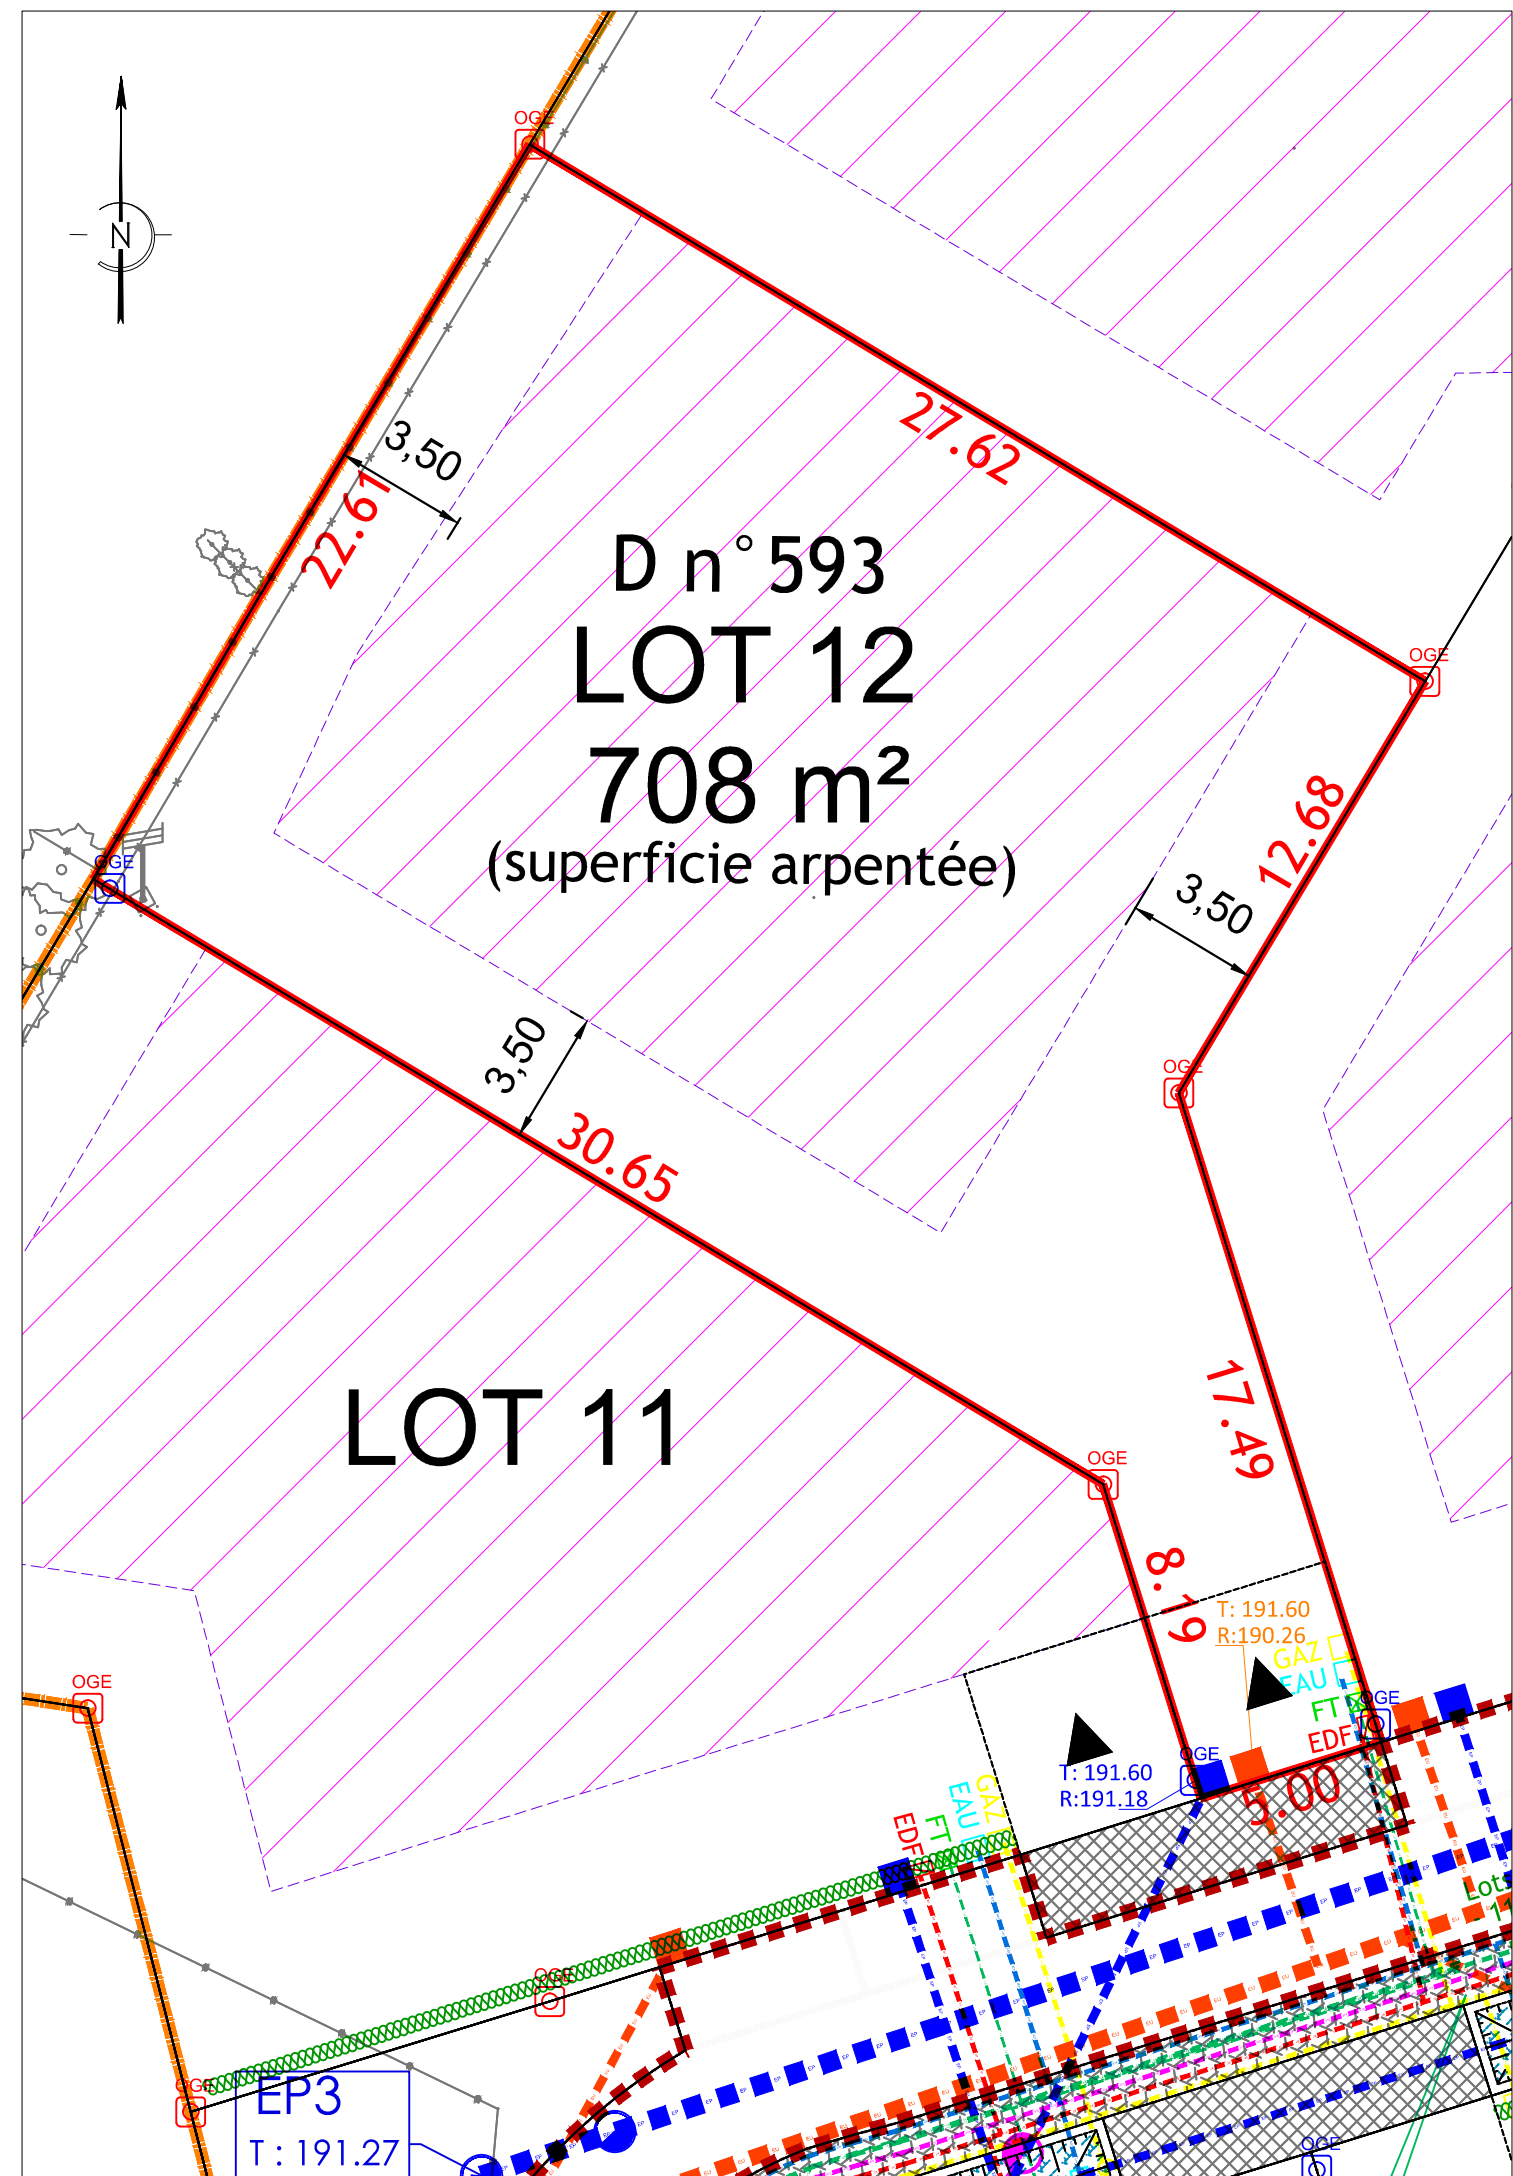 OGE
N
27.62
3,50
22.61
D n°593
LOT 12
708 m²
(superficie arpentée)
OGE
12.68
3,50
OGE
OGE
3,50
30.65
17.49
LOT 11
OGE
8.19
T: 191.60
R:190.26
GAZ
EAU
FT
EDF
OGE
OGE
OGE
T: 191.60
R:191.18
5.00
GAZ
EAU
FT
EDF
Lots
OGE
OGE
EP3
T : 191.27
OGE